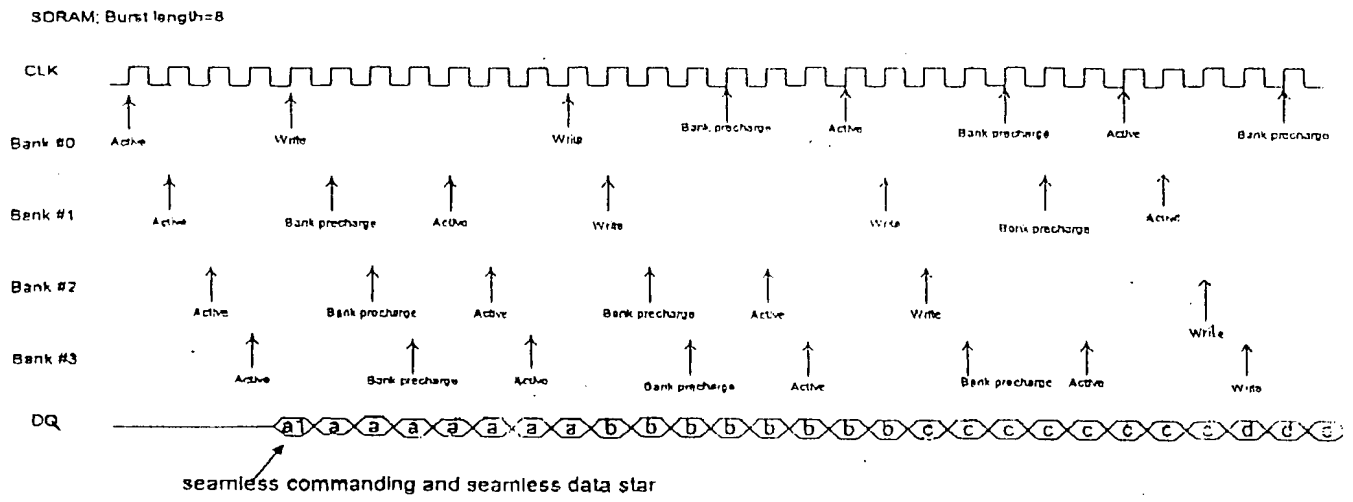 SDRAM; Burst length=8
CLK
Bank #0
Active
Write
Write
Bank precharge
Active
Bank precharge
Active
Bank precharge
Bank #1
Active
Bank precharge
Active
Write
Write
Bank precharge
Active
Bank #2
Active
Bank precharge
Active
Bank precharge
Active
Write
Write
Bank #3
Active
Bank precharge
Active
Bank precharge
Active
Bank precharge
Active
Write
DQ
a1 a a a a a a a b b b b b b b b c c c c c c c c d d d
seamless commanding and seamless data star